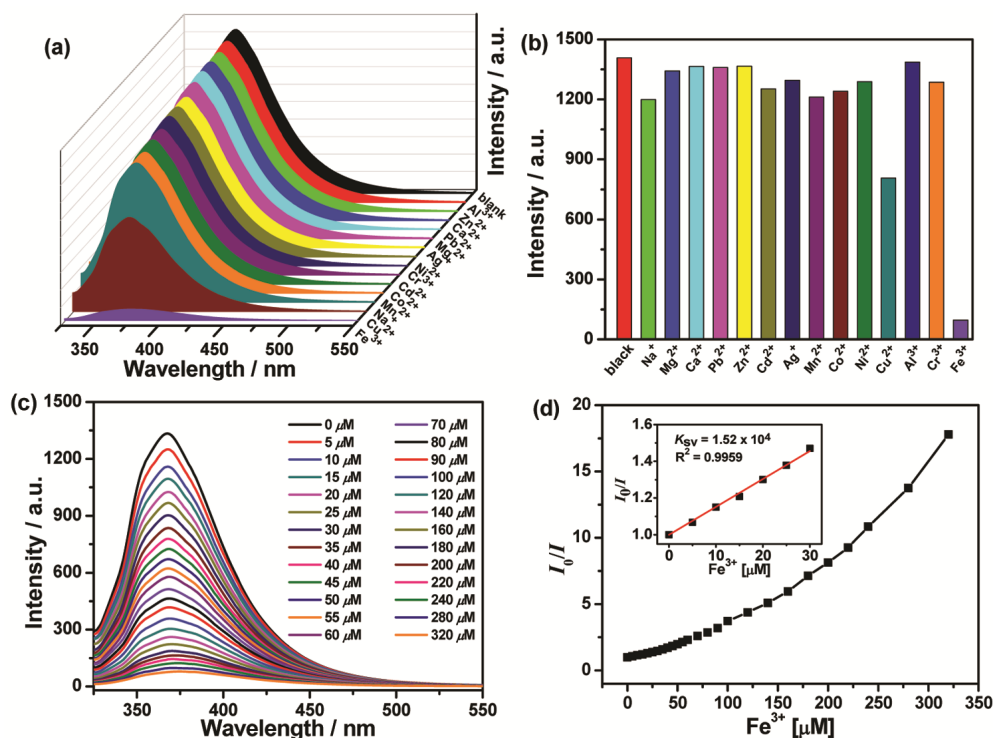 (a)
Intensity / a.u.
blank
Al3+
Zn2+
Ca2+
Pb2+
Mg2+
Ag+
Ni2+
Cr3+
Cd2+
Co2+
Mn2+
Na+
Cu2+
Fe3+
350 400 450 500 550
Wavelength / nm
(b)
Intensity / a.u.
1500
1200
900
600
300
0
black Na+ Mg2+ Ca2+ Pb2+ Zn2+ Cd2+ Ag+ Mn2+ Co2+ Ni2+ Cu2+ Al3+ Cr3+ Fe3+
(c)
Intensity / a.u.
1500
1200
900
600
300
0
0 μM 70 μM
5 μM 80 μM
10 μM 90 μM
15 μM 100 μM
20 μM 120 μM
25 μM 140 μM
30 μM 160 μM
35 μM 180 μM
40 μM 200 μM
45 μM 220 μM
50 μM 240 μM
55 μM 280 μM
60 μM 320 μM
350 400 450 500 550
Wavelength / nm
(d)
I0/I
20
15
10
5
0
I0/I
1.6
1.4
1.2
1.0
KSV = 1.52 x 10⁴
R² = 0.9959
0 10 20 30
Fe3+ [μM]
0 50 100 150 200 250 300 350
Fe3+ [μM]